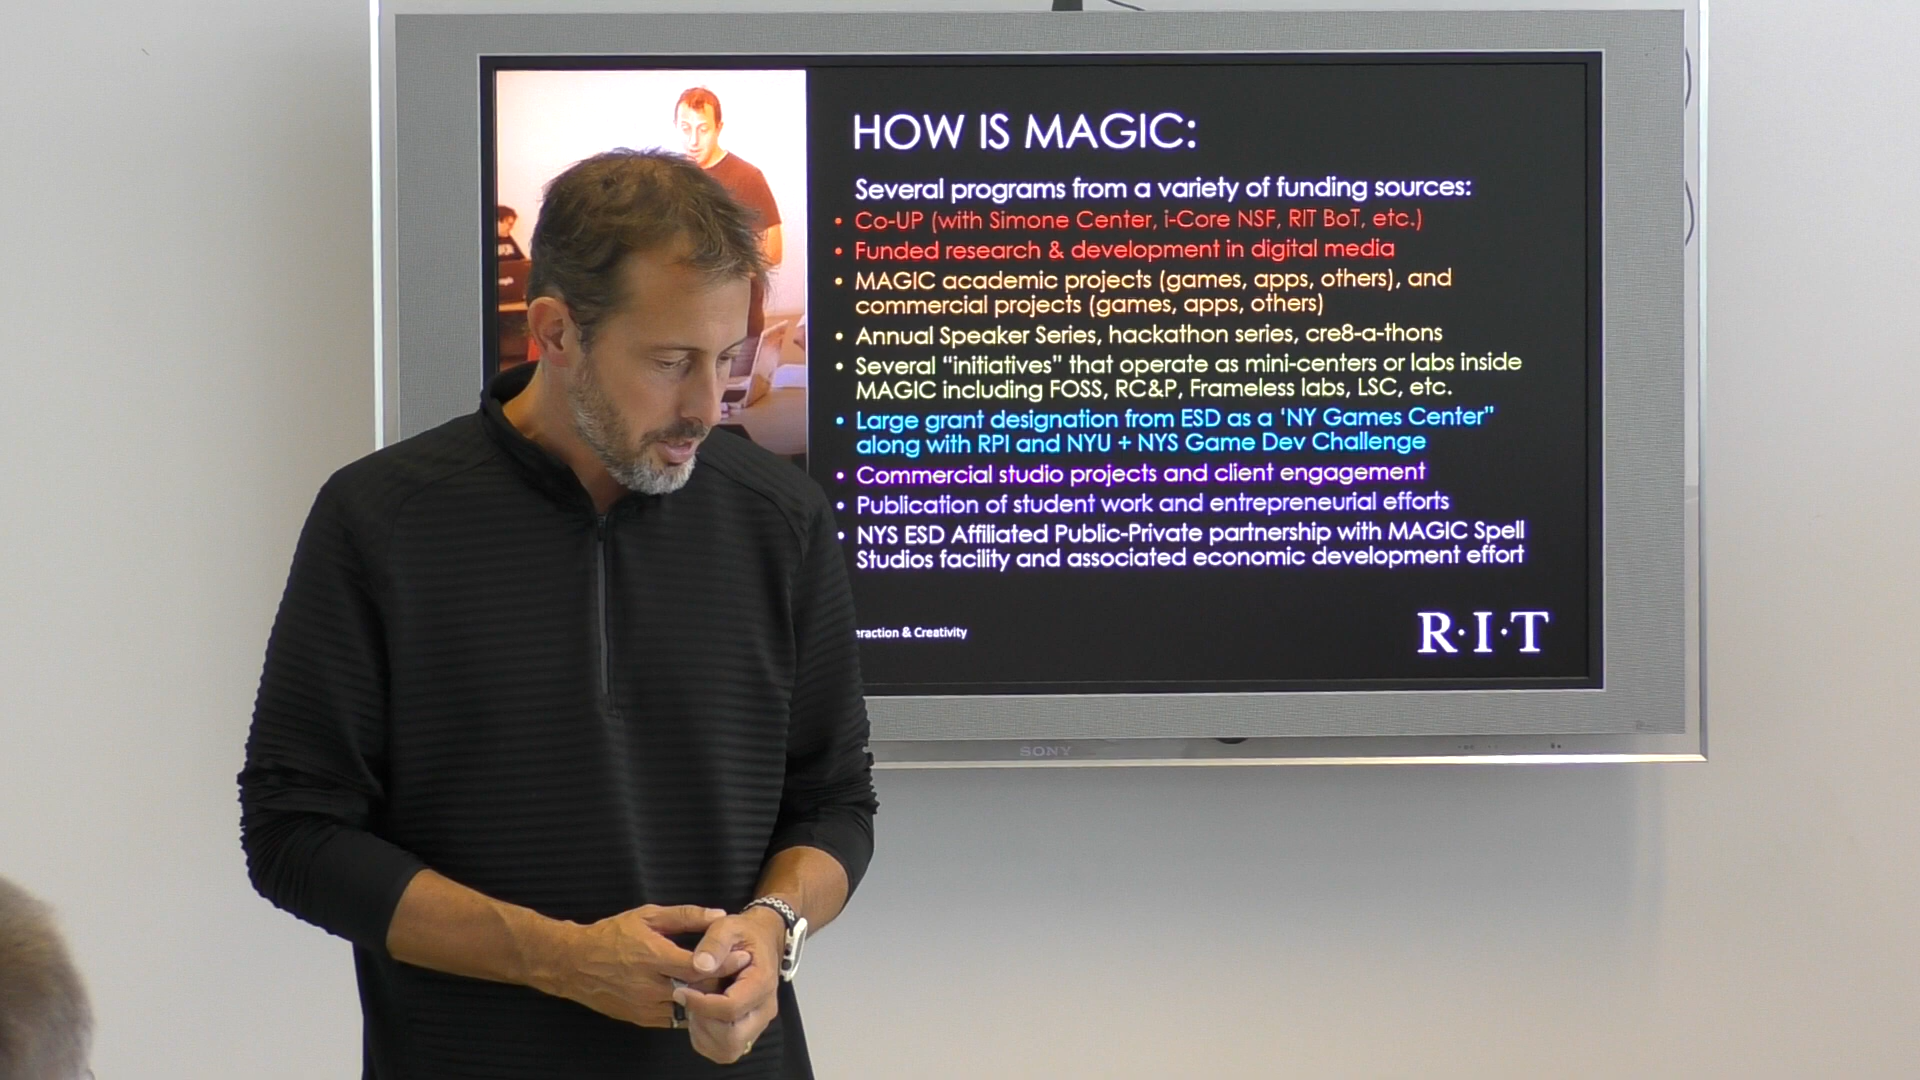 HOW IS MAGIC:
Several programs from a variety of funding sources:
• Co-UP (with Simone Center, i-Core NSF, RIT BoT, etc.)
• Funded research & development in digital media
• MAGIC academic projects (games, apps, others), and
commercial projects (games, apps, others)
• Annual Speaker Series, hackathon series, cre8-a-thons
• Several “initiatives” that operate as mini-centers or labs inside
MAGIC including FOSS, RC&P, Frameless labs, LSC, etc.
• Large grant designation from ESD as a ‘NY Games Center”
along with RPI and NYU + NYS Game Dev Challenge
• Commercial studio projects and client engagement
• Publication of student work and entrepreneurial efforts
• NYS ESD Affiliated Public-Private partnership with MAGIC Spell
Studios facility and associated economic development effort
eraction & Creativity
R·I·T
SONY